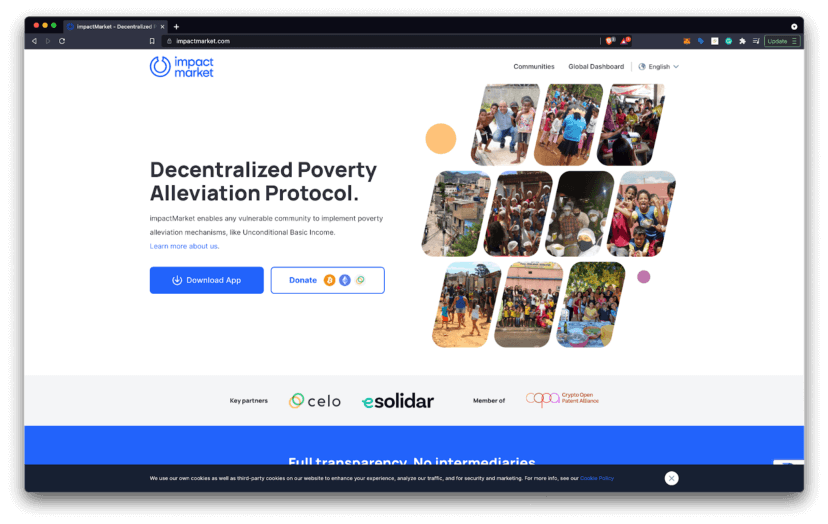 impactMarket - Decentralized P
impactmarket.com
Update
impact
market
Communities
Global Dashboard
English
Decentralized Poverty
Alleviation Protocol.
impactMarket enables any vulnerable community to implement poverty
alleviation mechanisms, like Unconditional Basic Income.
Learn more about us.
Download App
Donate
Key partners
celo
esolidar
Member of
copa
Crypto Open
Patent Alliance
Full transparency. No intermediaries
We use our own cookies as well as third-party cookies on our website to enhance your experience, analyze our traffic, and for security and marketing. For more info, see our Cookie Policy